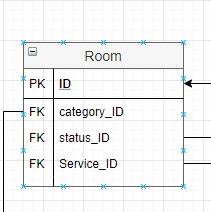 Room
PK ID
FK category_ID
FK status_ID
FK Service_ID